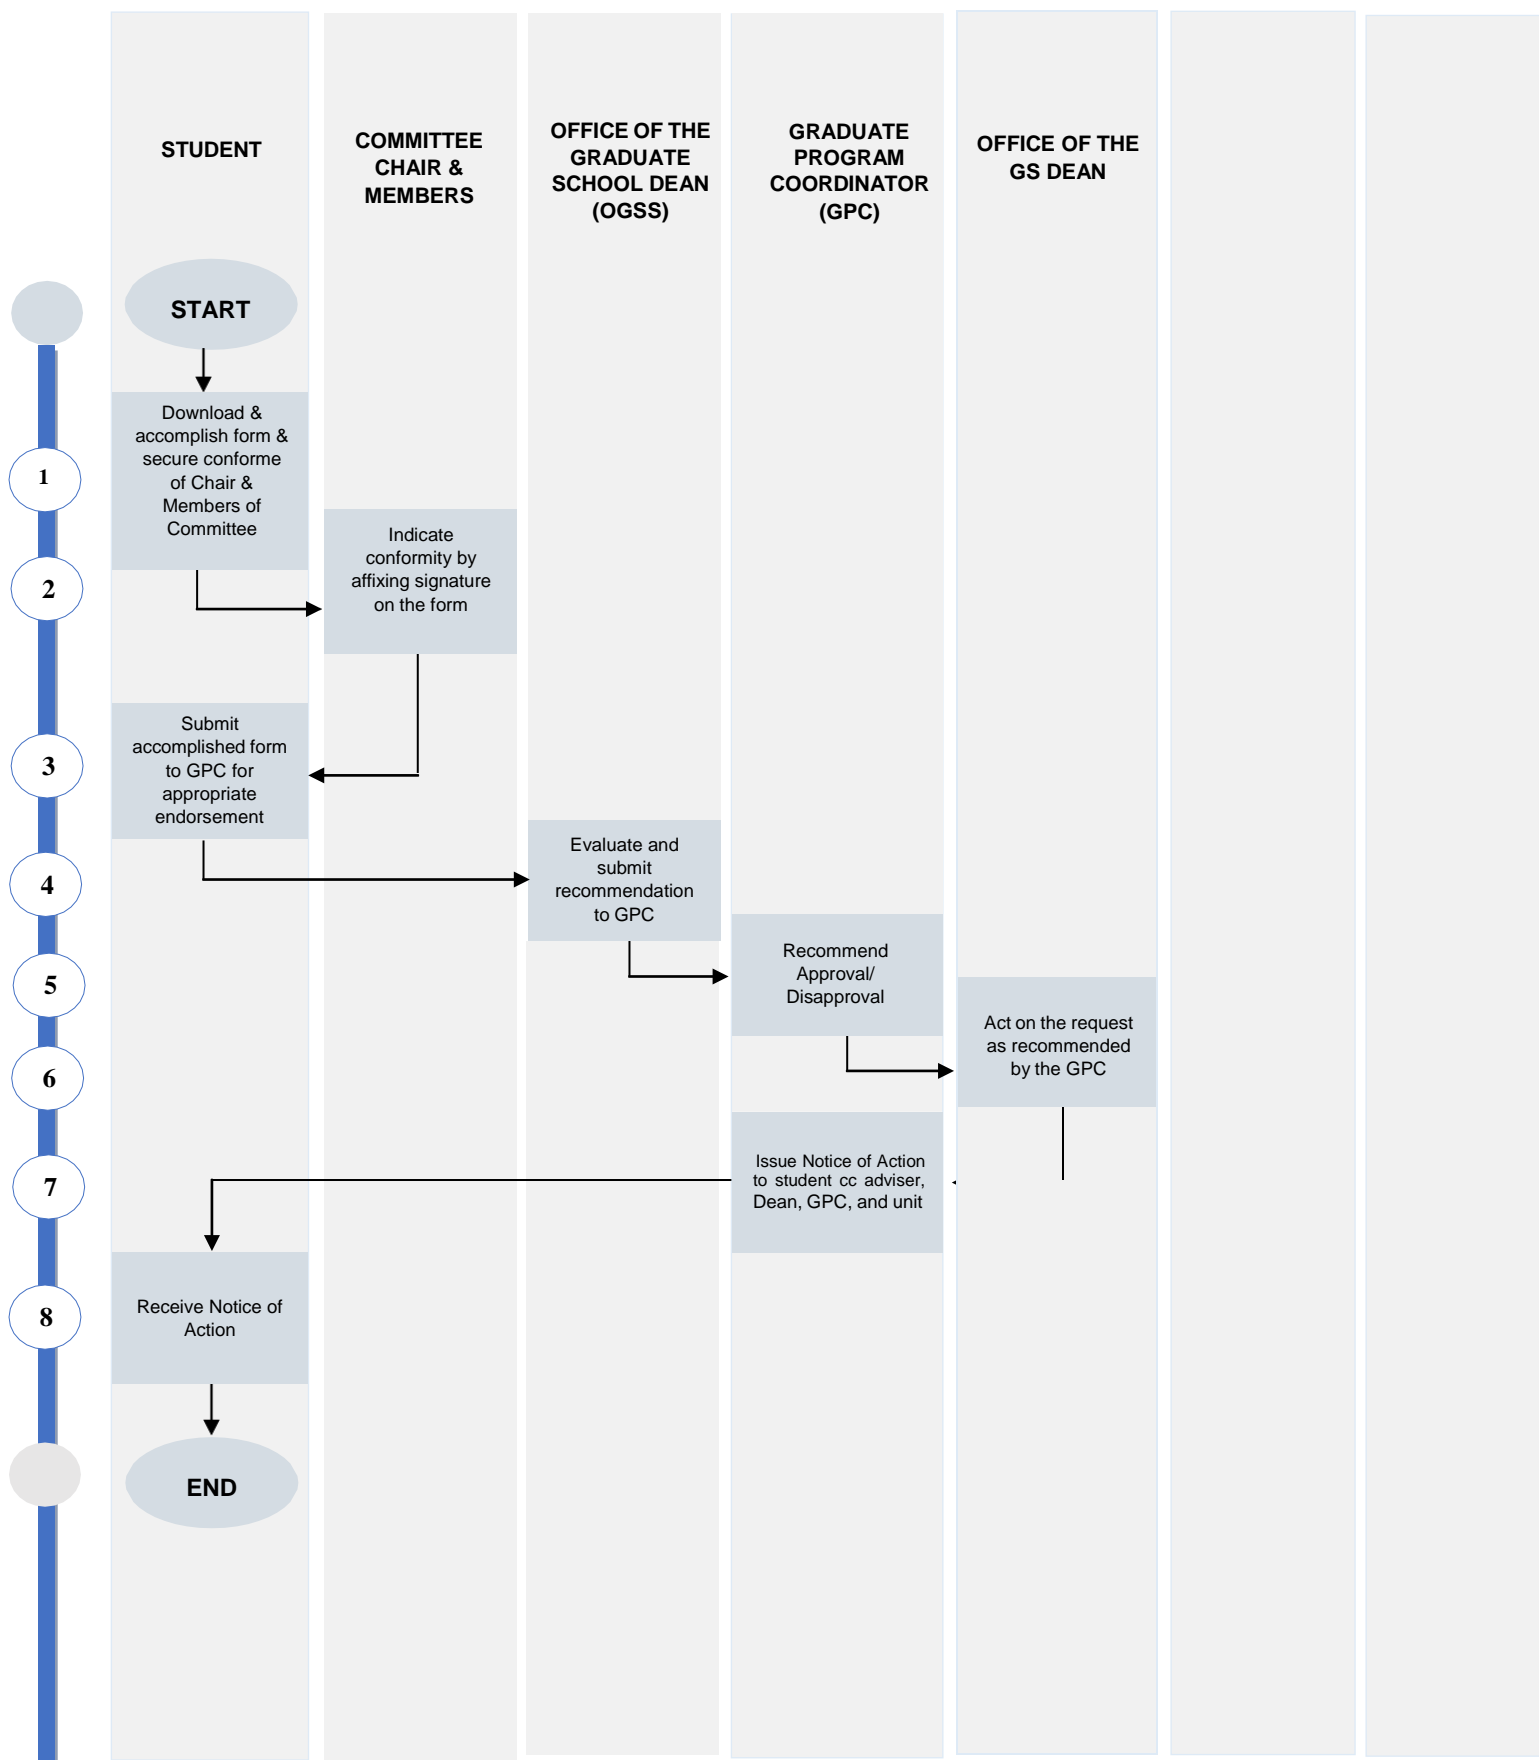 STUDENT
COMMITTEE
CHAIR &
MEMBERS
OFFICE OF THE
GRADUATE
SCHOOL DEAN
(OGSS)
GRADUATE
PROGRAM
COORDINATOR
(GPC)
OFFICE OF THE
GS DEAN
START
1
Download &
accomplish form &
secure conforme
of Chair &
Members of
Committee
2
Indicate
conformity by
affixing signature
on the form
3
Submit
accomplished form
to GPC for
appropriate
endorsement
4
Evaluate and
submit
recommendation
to GPC
5
Recommend
Approval/
Disapproval
6
Act on the request
as recommended
by the GPC
7
Issue Notice of Action
to student cc adviser,
Dean, GPC, and unit
8
Receive Notice of
Action
END